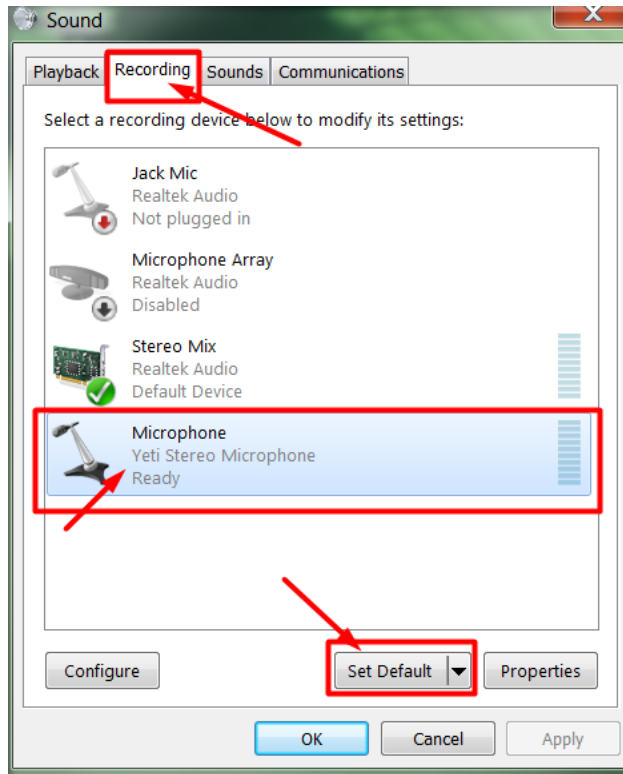 Sound
Playback Recording Sounds Communications
Select a recording device below to modify its settings:
Jack Mic
Realtek Audio
Not plugged in
Microphone Array
Realtek Audio
Disabled
Stereo Mix
Realtek Audio
Default Device
Microphone
Yeti Stereo Microphone
Ready
Configure Set Default Properties
OK Cancel Apply